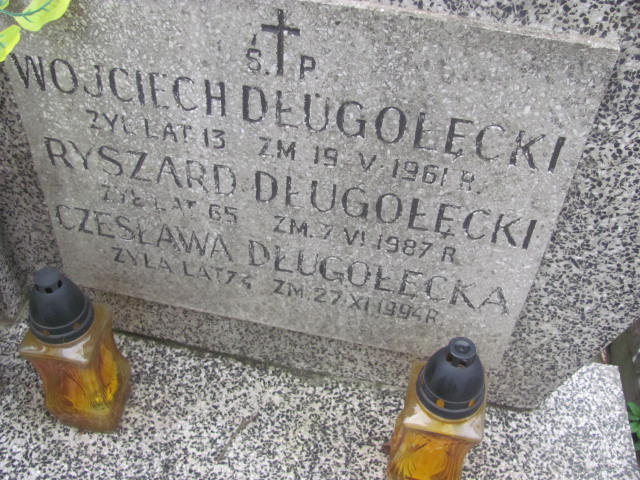 Ś. P
WOJCIECH DŁUGOŁĘCKI
ŻYŁ LAT 13 ZM 19 V 1961 R.
RYSZARD DŁUGOŁĘCKI
ŻYŁ LAT 65 ZM. 7 VI 1987 R
CZESŁAWA DŁUGOŁĘCKA
ŻYŁA LAT 74 ZM. 27 XI 1994 R